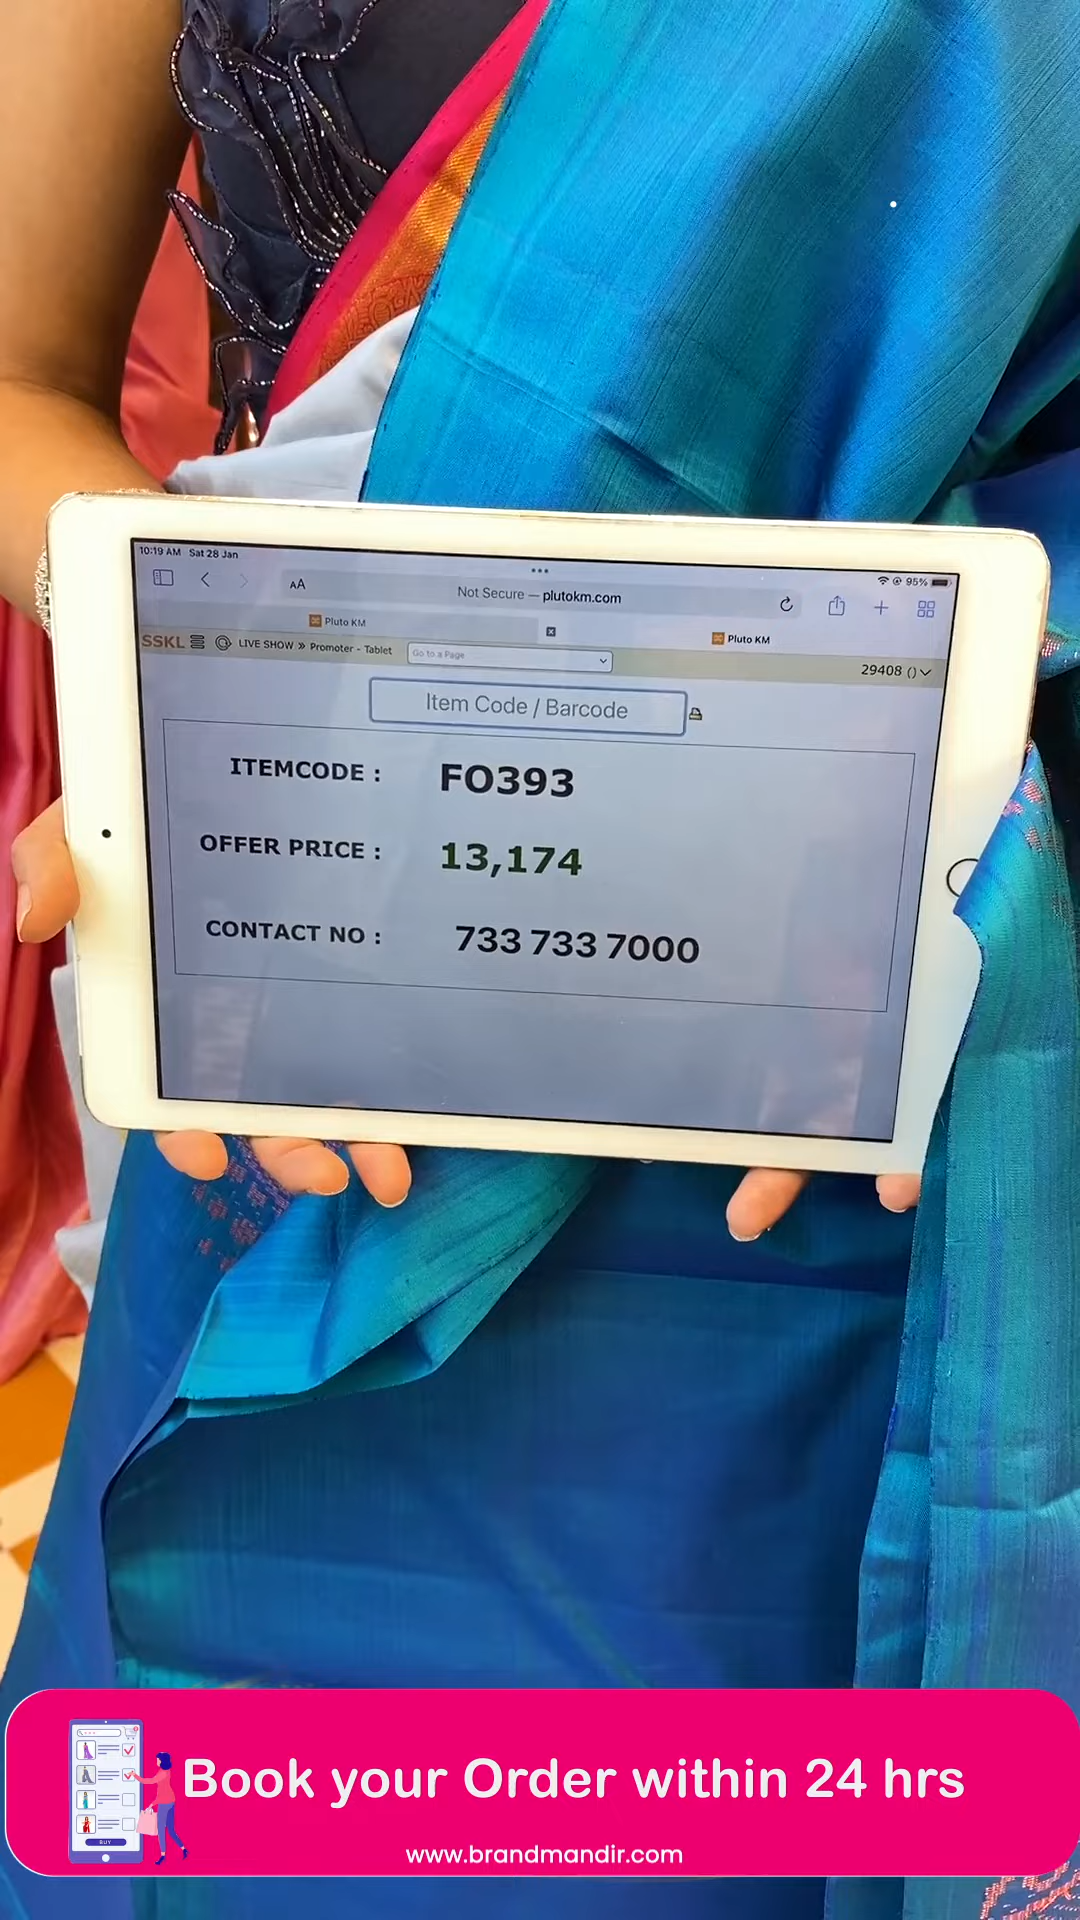 10:19 AM Sat 28 Jan
95%
AA
Not Secure — plutokm.com
Pluto KM
Pluto KM
SSKL
LIVE SHOW » Promoter - Tablet
Go to a Page
29408 ()
Item Code / Barcode
ITEMCODE : FO393
OFFER PRICE : 13,174
CONTACT NO : 733 733 7000
BUY
Book your Order within 24 hrs
www.brandmandir.com